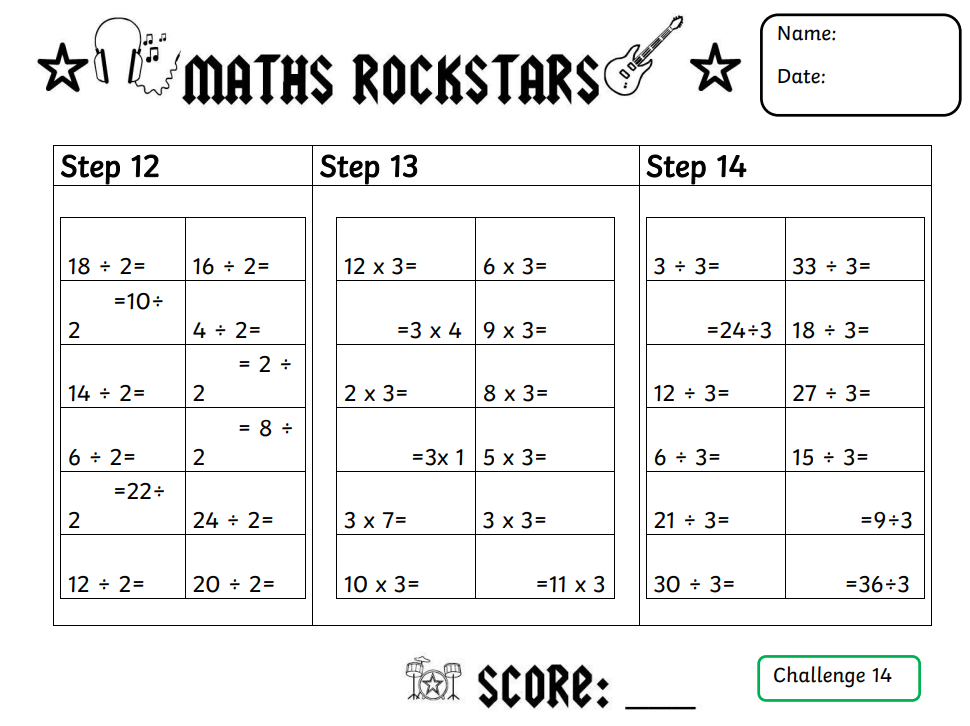 MATHS ROCKSTARS
Name:
Date:
Step 12
Step 13
Step 14
18 ÷ 2=
16 ÷ 2=
12 x 3=
6 x 3=
3 ÷ 3=
33 ÷ 3=
=10÷
2
4 ÷ 2=
=3 x 4
9 x 3=
=24÷3
18 ÷ 3=
14 ÷ 2=
= 2 ÷
2
2 x 3=
8 x 3=
12 ÷ 3=
27 ÷ 3=
6 ÷ 2=
= 8 ÷
2
=3x 1
5 x 3=
6 ÷ 3=
15 ÷ 3=
=22÷
2
24 ÷ 2=
3 x 7=
3 x 3=
21 ÷ 3=
=9÷3
12 ÷ 2=
20 ÷ 2=
10 x 3=
=11 x 3
30 ÷ 3=
=36÷3
SCORE: ____
Challenge 14